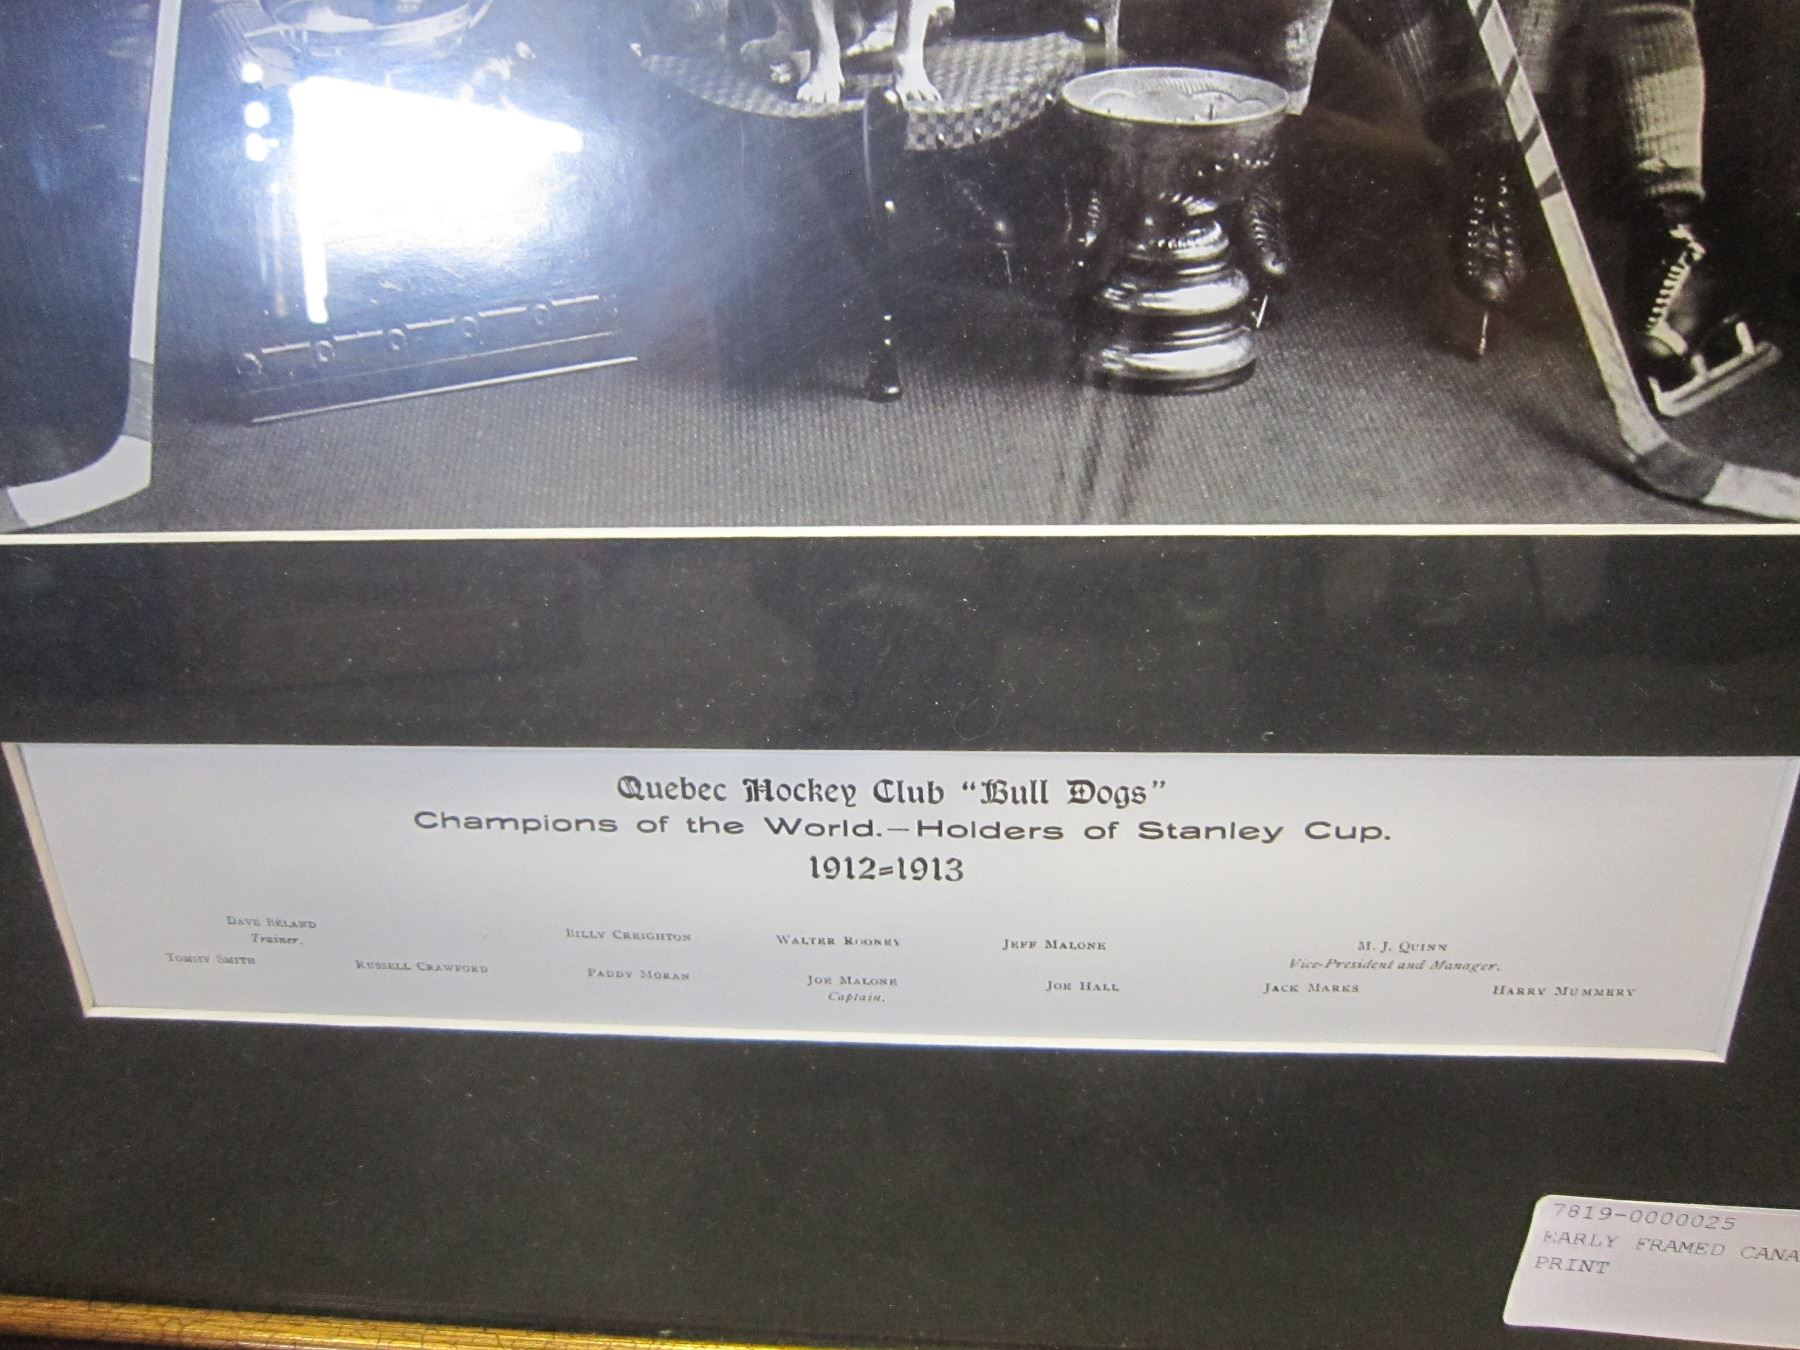 Quebec Hockey Club “Bull Dogs”
Champions of the World.—Holders of Stanley Cup.
1912=1913
DAVE BELAND BILLY CREIGHTON WALTER ROONEY JEFF MALONE M. J. QUINN
Trainer. Vice-President and Manager.
TOMMY SMITH RUSSELL CRAWFORD PADDY MORAN JOE MALONE JOE HALL JACK MARKS HARRY MUMMERY
Captain.
7819-0000025
EARLY FRAMED CANA
PRINT